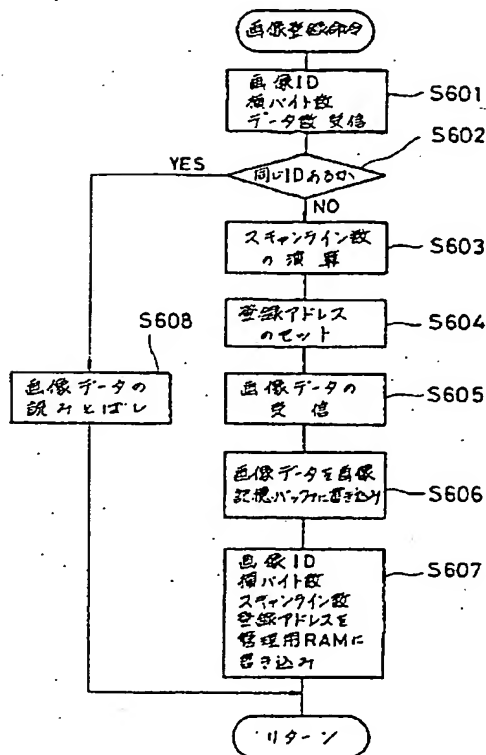 画像登録命令
画像ID
横バイト数
データ数 受信
S601
S602
YES
同じIDあるか
NO
スキャンライン数
の演算
S603
登録アドレス
のセット
S604
S608
画像データの
読みとばし
画像データの
受信
S605
画像データを画像
記憶バッファに書き込み
S606
画像ID
横バイト数
スキャンライン数
登録アドレスを
管理用RAMに
書き込み
S607
リターン